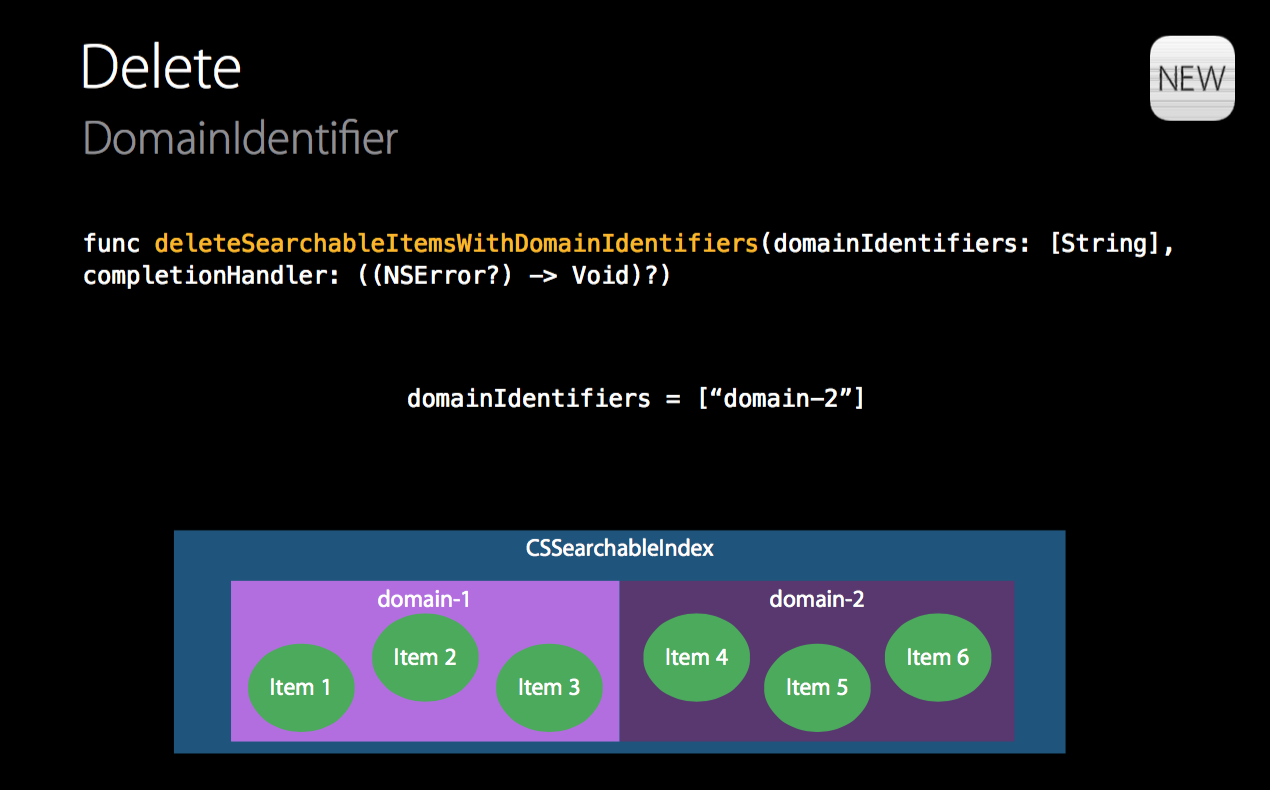 Delete
NEW
DomainIdentifier
func deleteSearchableItemsWithDomainIdentifiers(domainIdentifiers: [String],
completionHandler: ((NSError?) -> Void)?)
domainIdentifiers = [“domain-2”]
CSSearchableIndex
domain-1
domain-2
Item 1
Item 2
Item 3
Item 4
Item 5
Item 6